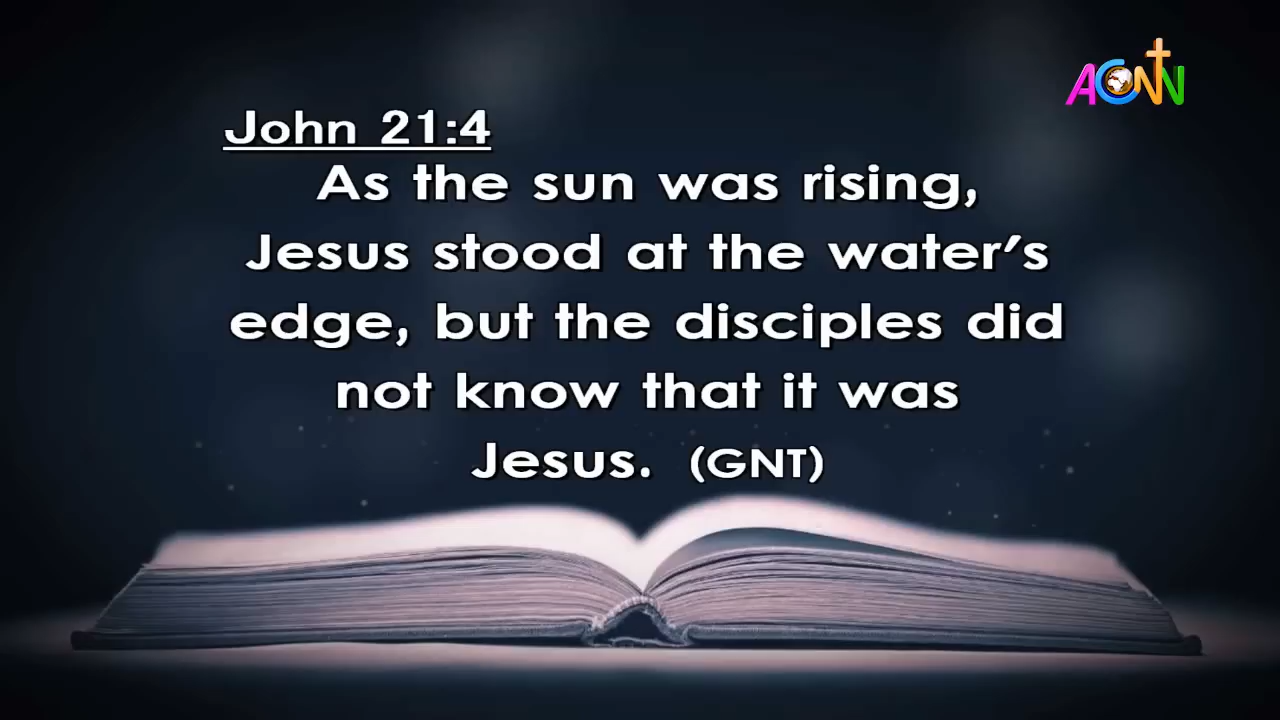 ACNN
John 21:4
As the sun was rising,
Jesus stood at the water's
edge, but the disciples did
not know that it was
Jesus. (GNT)